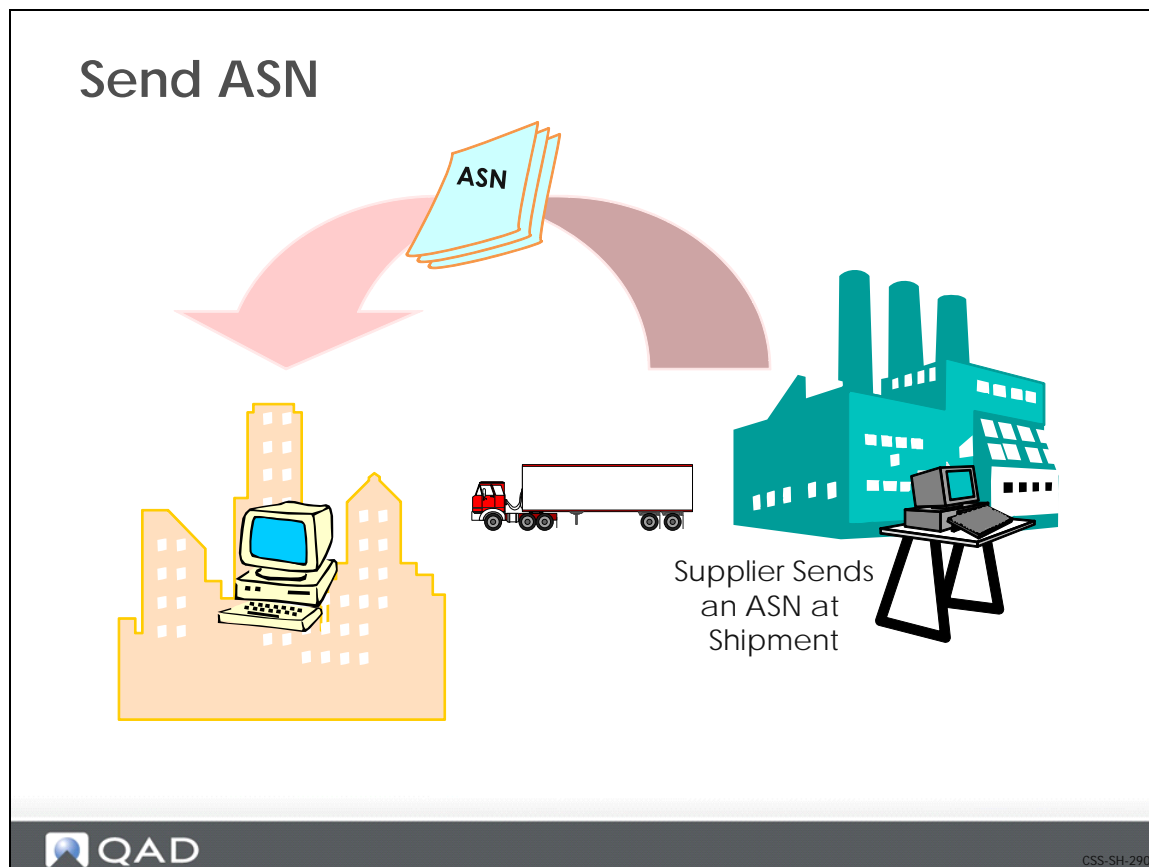 Send ASN
ASN
Supplier Sends
an ASN at
Shipment
QAD
CSS-SH-290